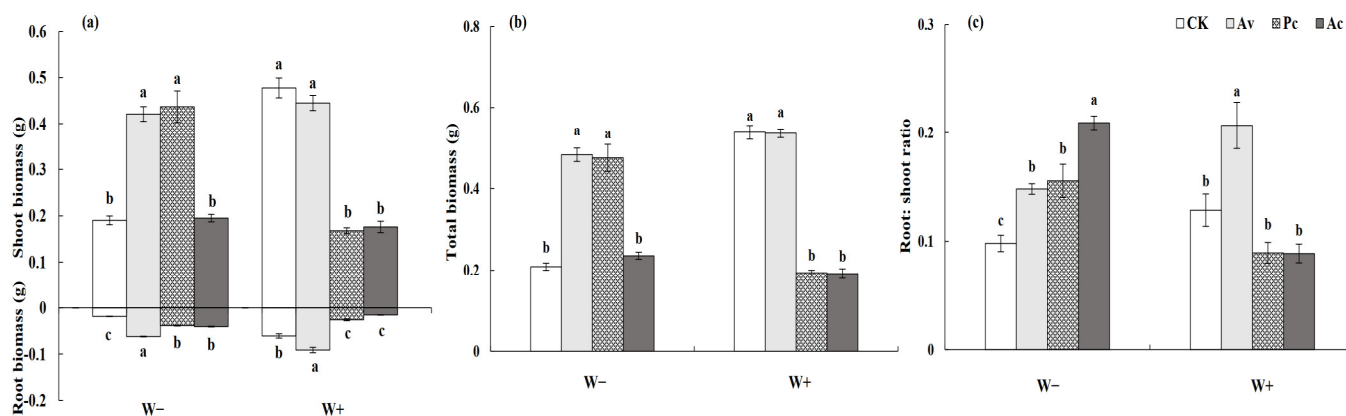 (a)
Shoot biomass (g)
Root biomass (g)
0.6
0.5
0.4
0.3
0.2
0.1
0
-0.1
-0.2
b
a
a
b
c
a
b
b
a
a
b
b
b
a
c
c
W−
W+
(b)
Total biomass (g)
0.8
0.6
0.4
0.2
0
b
a
a
b
a
a
b
b
W−
W+
(c)
CK Av Pc Ac
Root: shoot ratio
0.3
0.2
0.1
0
c
b
b
a
b
a
b
b
W−
W+